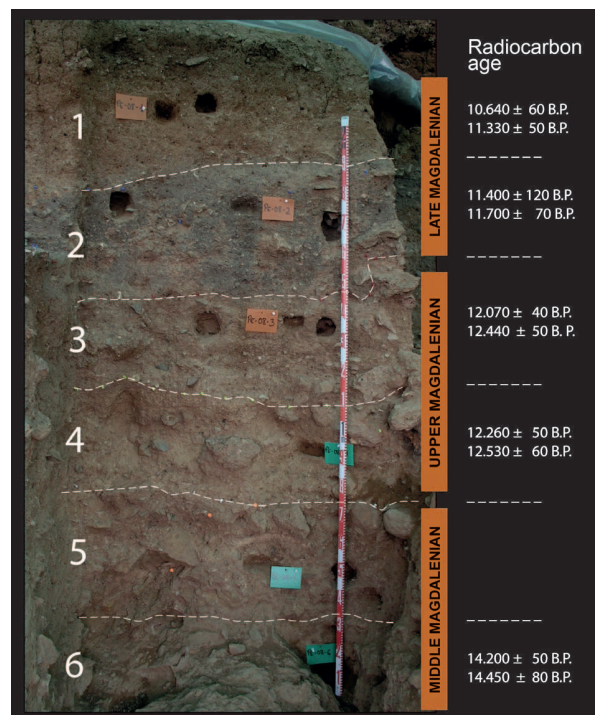 Radiocarbon
age
1
LATE MAGDALENIAN
10.640 ± 60 B.P.
11.330 ± 50 B.P.
2
11.400 ± 120 B.P.
11.700 ± 70 B.P.
3
UPPER MAGDALENIAN
12.070 ± 40 B.P.
12.440 ± 50 B. P.
4
12.260 ± 50 B.P.
12.530 ± 60 B.P.
5
MIDDLE MAGDALENIAN
6
14.200 ± 50 B.P.
14.450 ± 80 B.P.